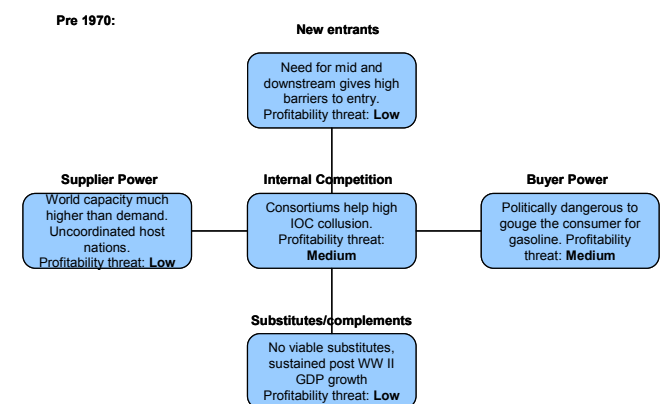 Pre 1970:
New entrants
Need for mid and
downstream gives high
barriers to entry.
Profitability threat: Low
Supplier Power
World capacity much
higher than demand.
Uncoordinated host
nations.
Profitability threat: Low
Internal Competition
Consortiums help high
IOC collusion.
Profitability threat:
Medium
Buyer Power
Politically dangerous to
gouge the consumer for
gasoline. Profitability
threat: Medium
Substitutes/complements
No viable substitutes,
sustained post WW II
GDP growth
Profitability threat: Low